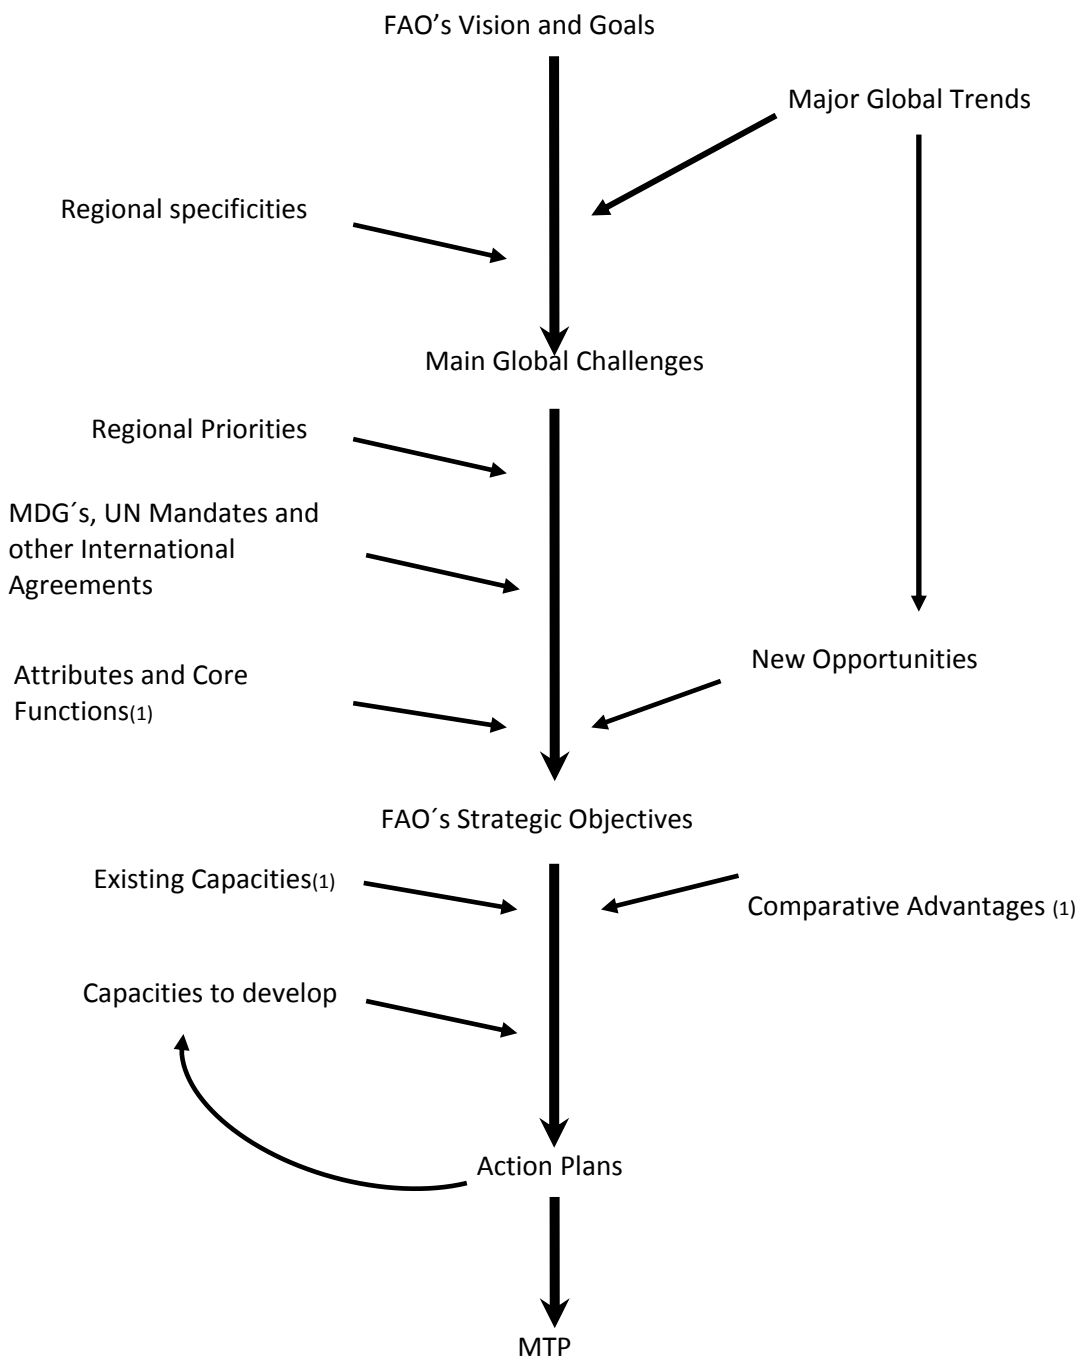 FAO’s Vision and Goals
Major Global Trends
Regional specificities
Main Global Challenges
Regional Priorities
MDG´s, UN Mandates and
other International
Agreements
New Opportunities
Attributes and Core
Functions(1)
FAO´s Strategic Objectives
Existing Capacities(1)
Comparative Advantages (1)
Capacities to develop
Action Plans
MTP